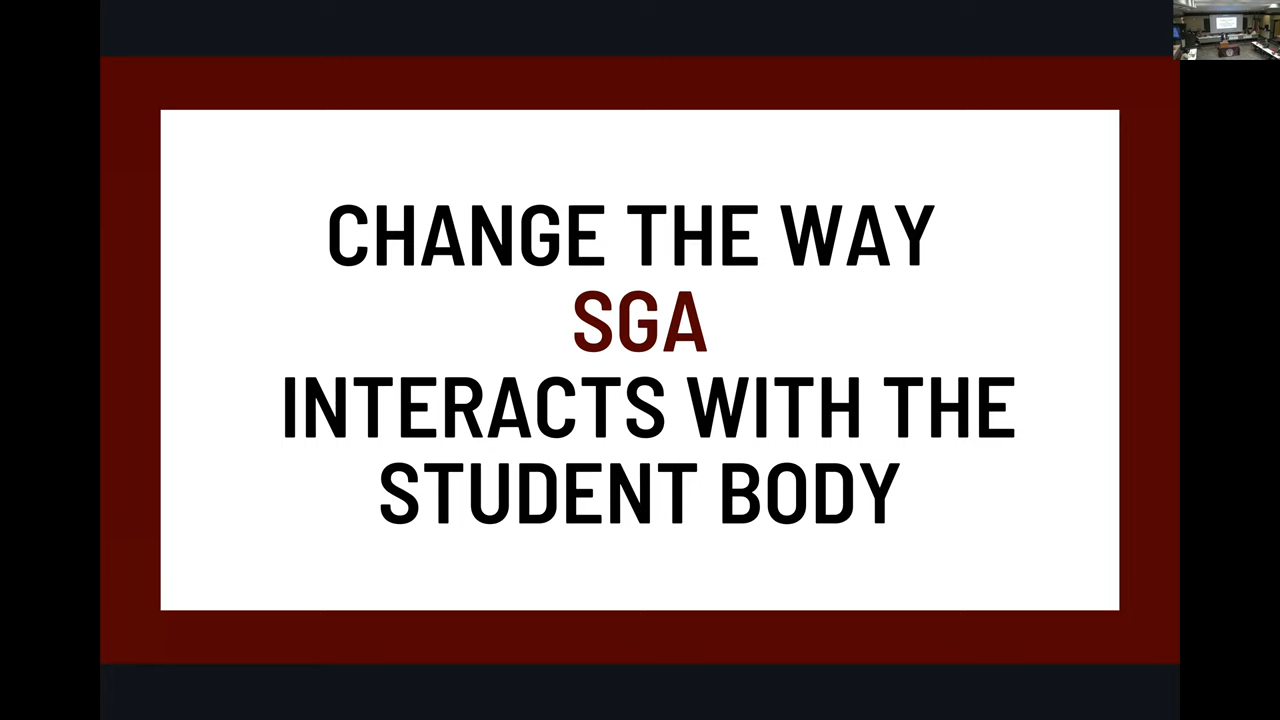 CHANGE THE WAY
SGA
INTERACTS WITH THE
STUDENT BODY